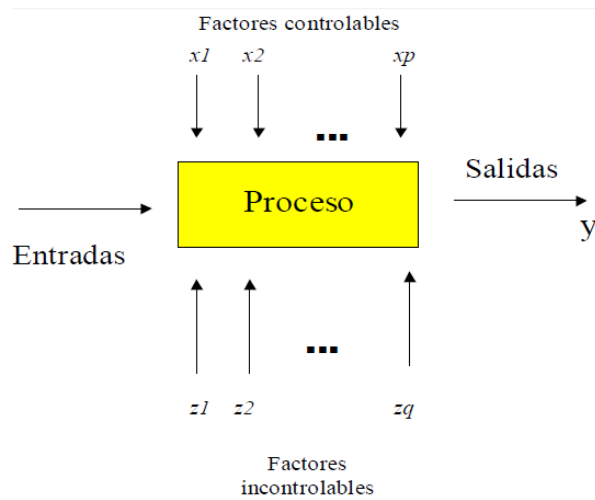 Factores controlables
x1 x2 xp
...
Proceso
Salidas
y
Entradas
...
z1 z2 zq
Factores
incontrolables